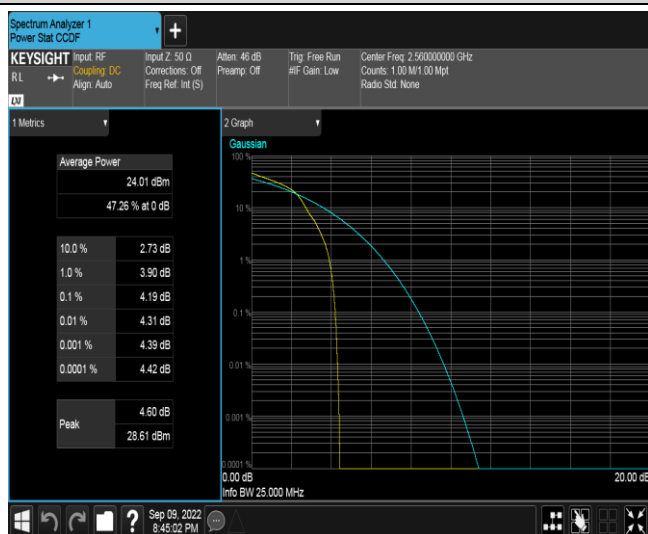 Spectrum Analyzer 1
Power Stat CCDF
KEYSIGHT
RL
LXI
Input: RF
Coupling: DC
Align: Auto
Input Z: 50 Ω
Corrections: Off
Freq Ref: Int (S)
Atten: 46 dB
Preamp: Off
Trig: Free Run
#IF Gain: Low
Center Freq: 2.560000000 GHz
Counts: 1.00 M/1.00 Mpt
Radio Std: None
1 Metrics
Average Power
24.01 dBm
47.26 % at 0 dB
10.0 % 2.73 dB
1.0 % 3.90 dB
0.1 % 4.19 dB
0.01 % 4.31 dB
0.001 % 4.39 dB
0.0001 % 4.42 dB
Peak
4.60 dB
28.61 dBm
2 Graph
Gaussian
100 %
10 %
1 %
0.1 %
0.01 %
0.001 %
0.0001 %
0.00 dB
20.00 dB
Info BW 25.000 MHz
Sep 09, 2022
8:45:02 PM